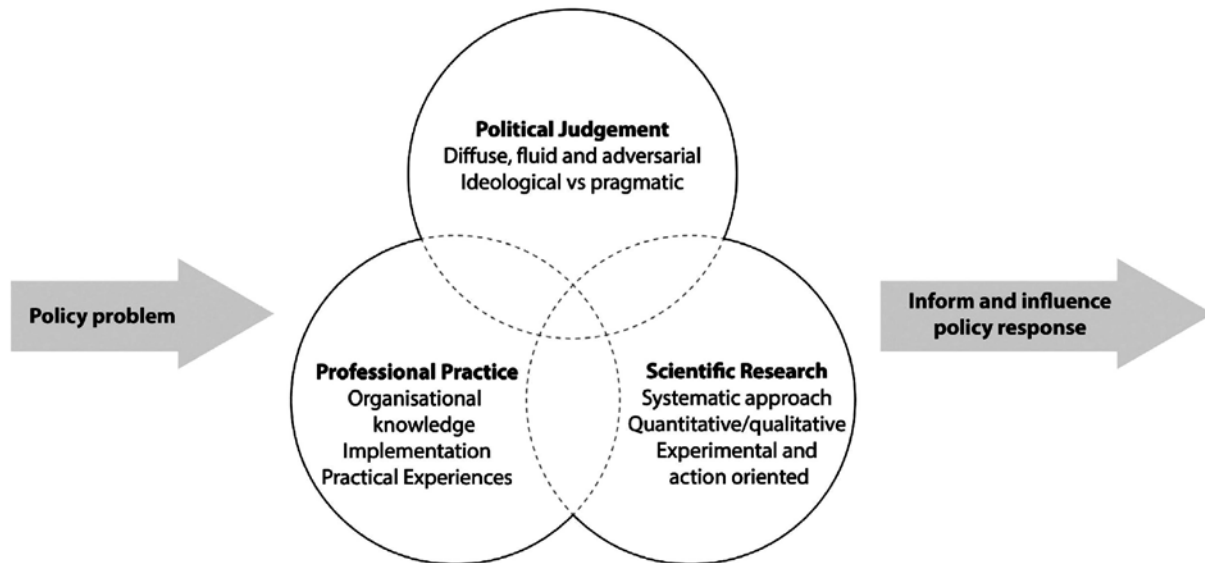 Political Judgement
Diffuse, fluid and adversarial
Ideological vs pragmatic
Policy problem
Inform and influence
policy response
Professional Practice
Organisational
knowledge
Implementation
Practical Experiences
Scientific Research
Systematic approach
Quantitative/qualitative
Experimental and
action oriented